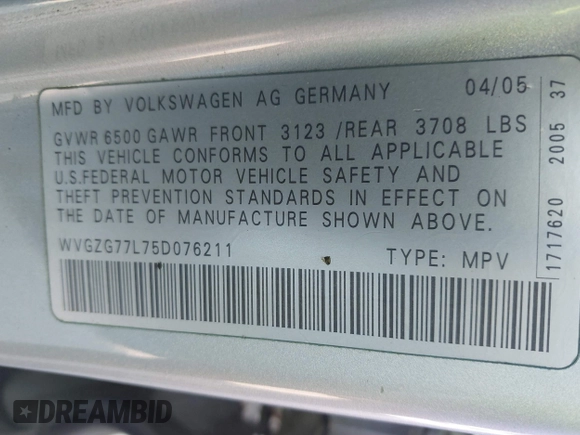 MFD BY VOLKSWAGEN AG GERMANY 04/05
GVWR 6500 GAWR FRONT 3123 /REAR 3708 LBS
THIS VEHICLE CONFORMS TO ALL APPLICABLE
U.S.FEDERAL MOTOR VEHICLE SAFETY AND
THEFT PREVENTION STANDARDS IN EFFECT ON
THE DATE OF MANUFACTURE SHOWN ABOVE.
WVGZG77L75D076211 TYPE: MPV
1717620 2005 37
DREAMBID